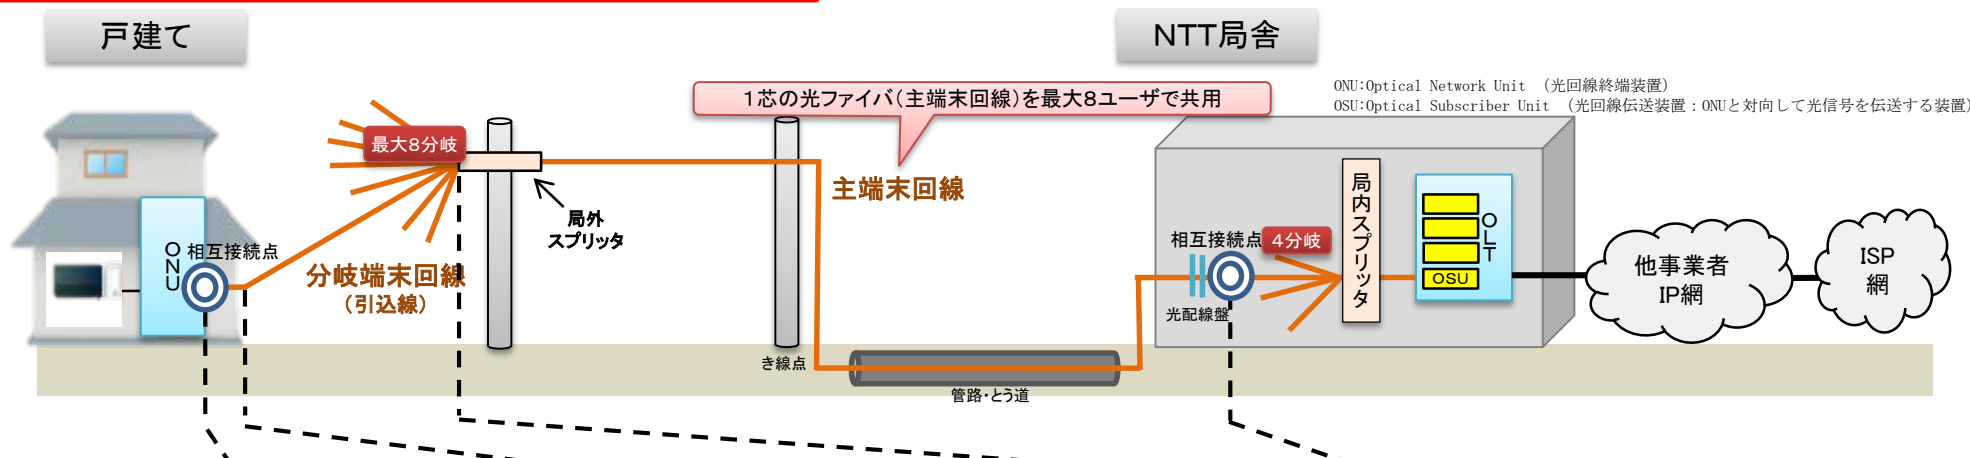 戸建て
NTT局舎
ONU:Optical Network Unit （光回線終端装置）
OSU:Optical Subscriber Unit （光回線伝送装置：ONUと対向して光信号を伝送する装置）
1芯の光ファイバ（主端末回線）を最大8ユーザで共用
最大8分岐
主端末回線
局外
スプリッタ
ONU
相互接続点
分岐端末回線
（引込線）
き線点
管路・とう道
相互接続点
4分岐
光配線盤
局内スプリッタ
OLT
OSU
他事業者
IP網
ISP
網